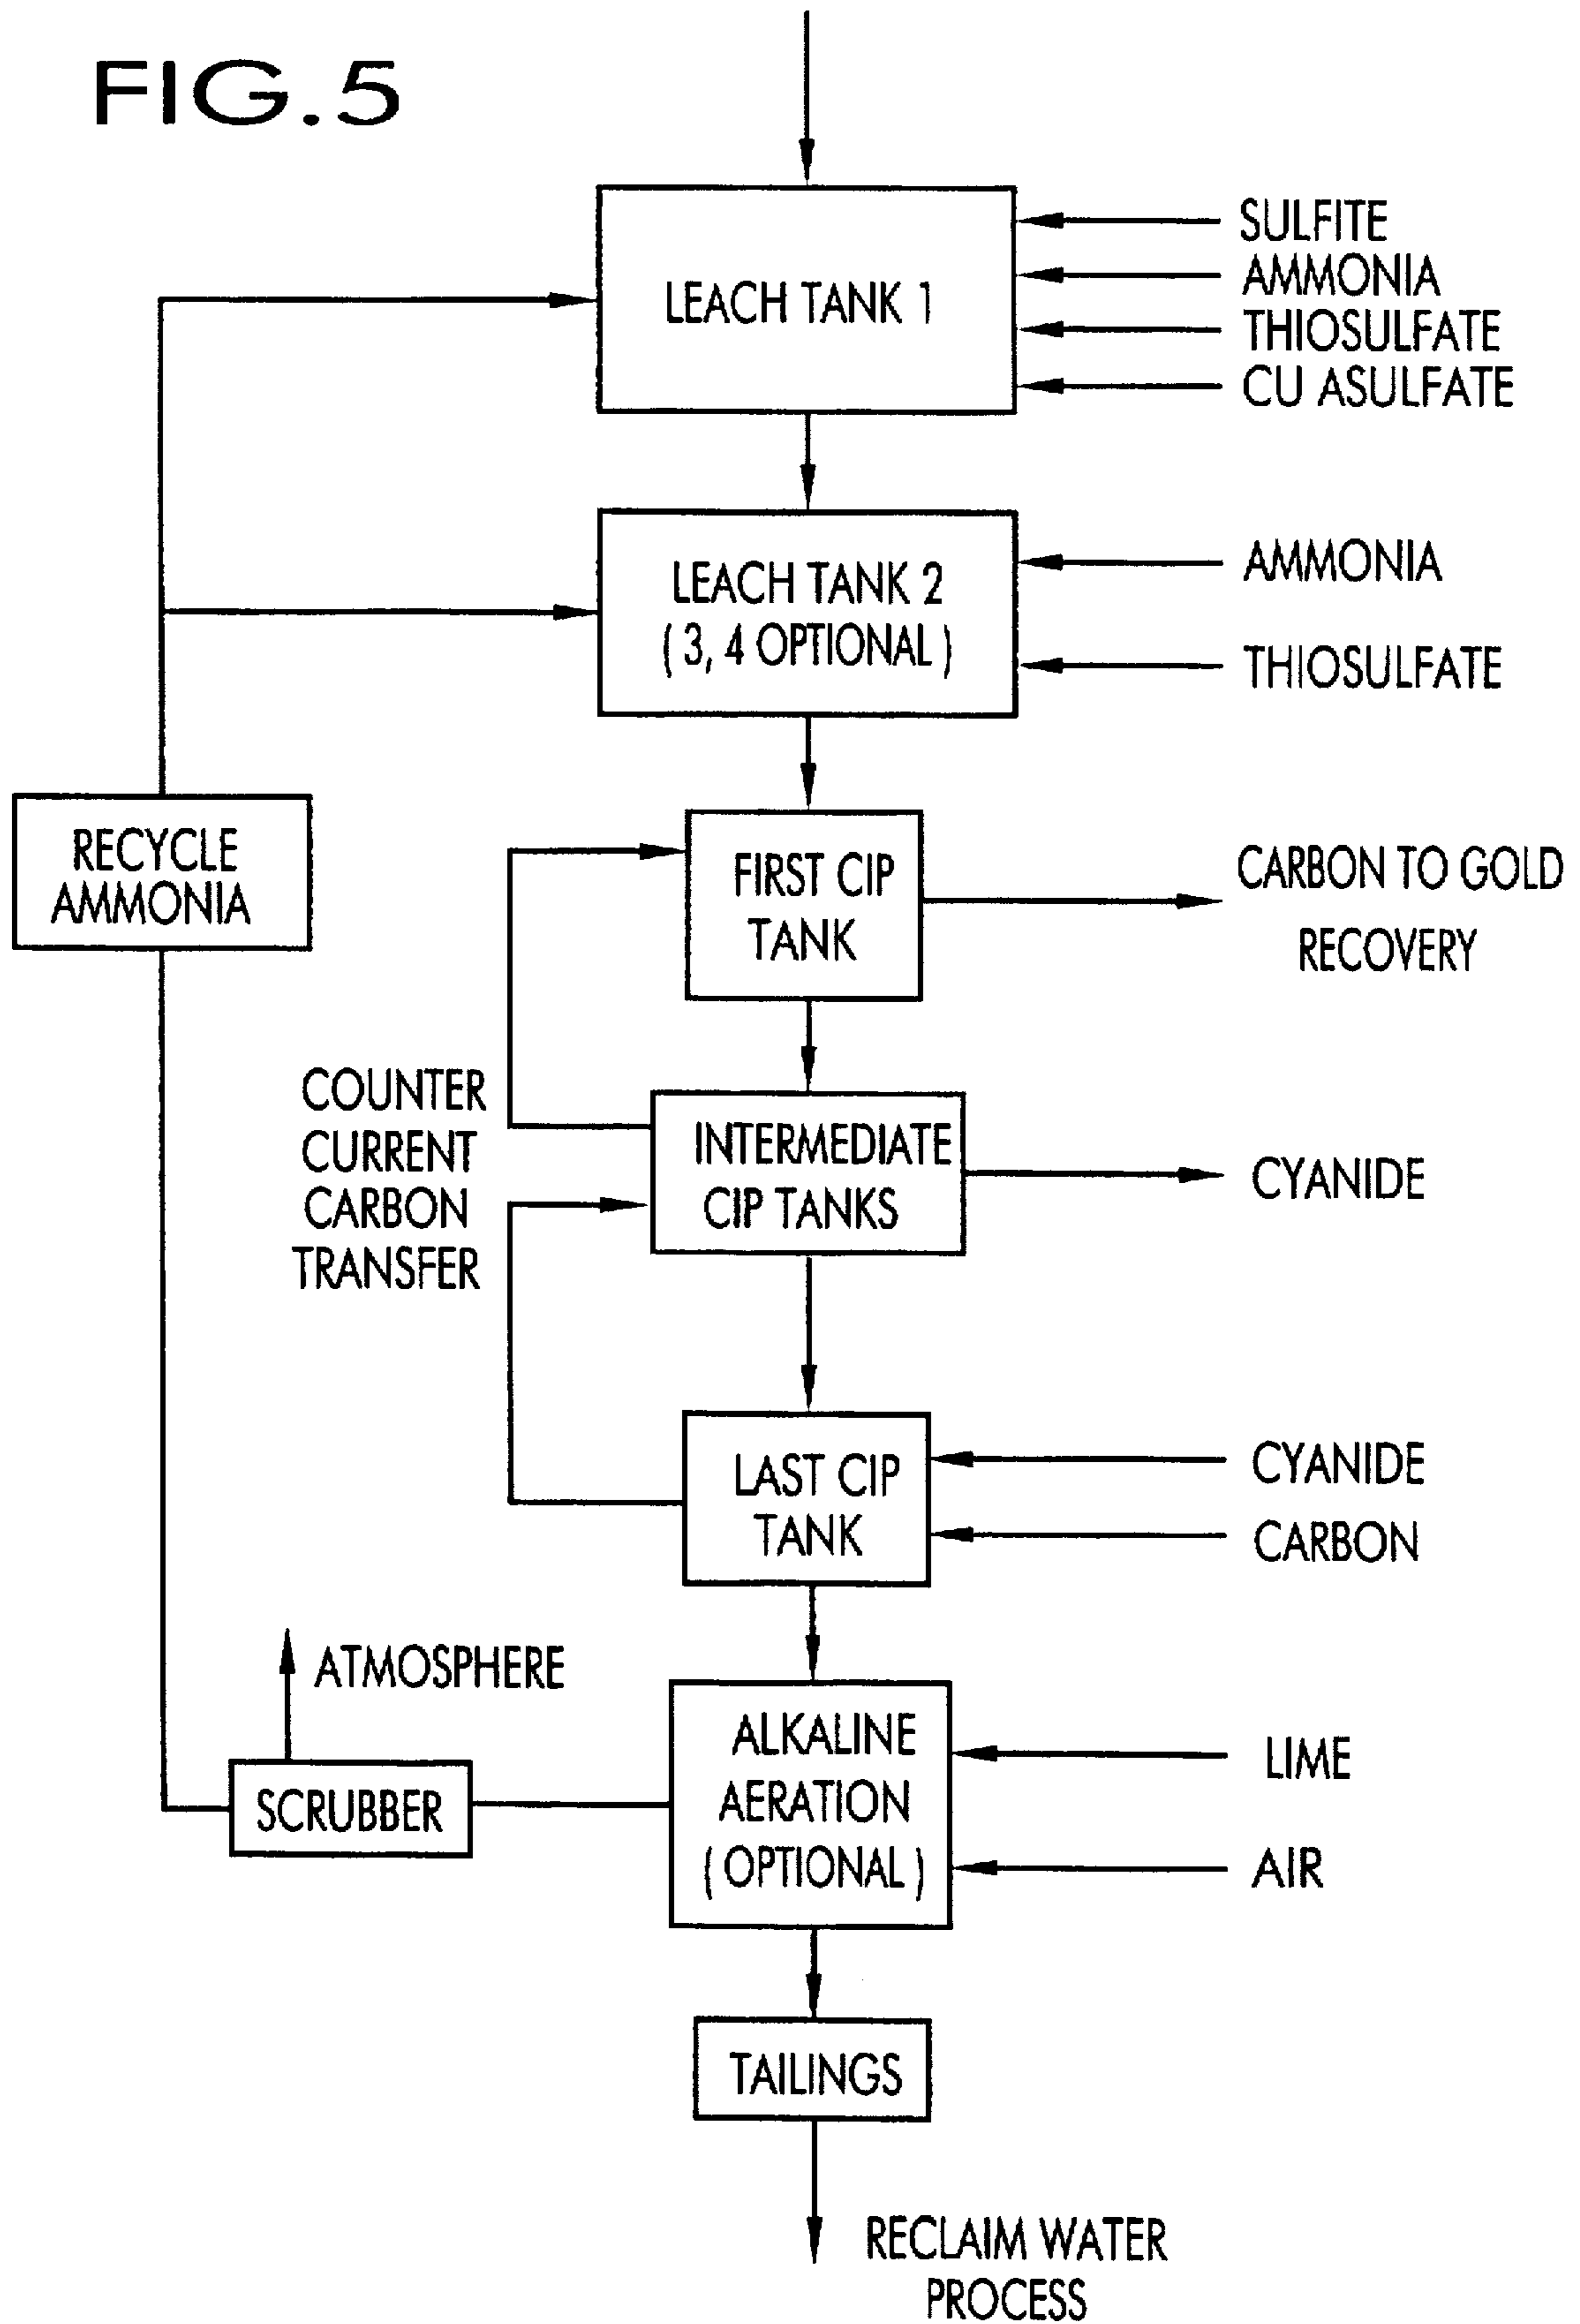 FIG.5
LEACH TANK 1
SULFITE
AMMONIA
THIOSULFATE
CU ASULFATE
LEACH TANK 2
( 3, 4 OPTIONAL )
AMMONIA
THIOSULFATE
RECYCLE
AMMONIA
FIRST CIP
TANK
CARBON TO GOLD
RECOVERY
COUNTER
CURRENT
CARBON
TRANSFER
INTERMEDIATE
CIP TANKS
CYANIDE
LAST CIP
TANK
CYANIDE
CARBON
ATMOSPHERE
SCRUBBER
ALKALINE
AERATION
( OPTIONAL )
LIME
AIR
TAILINGS
RECLAIM WATER
PROCESS